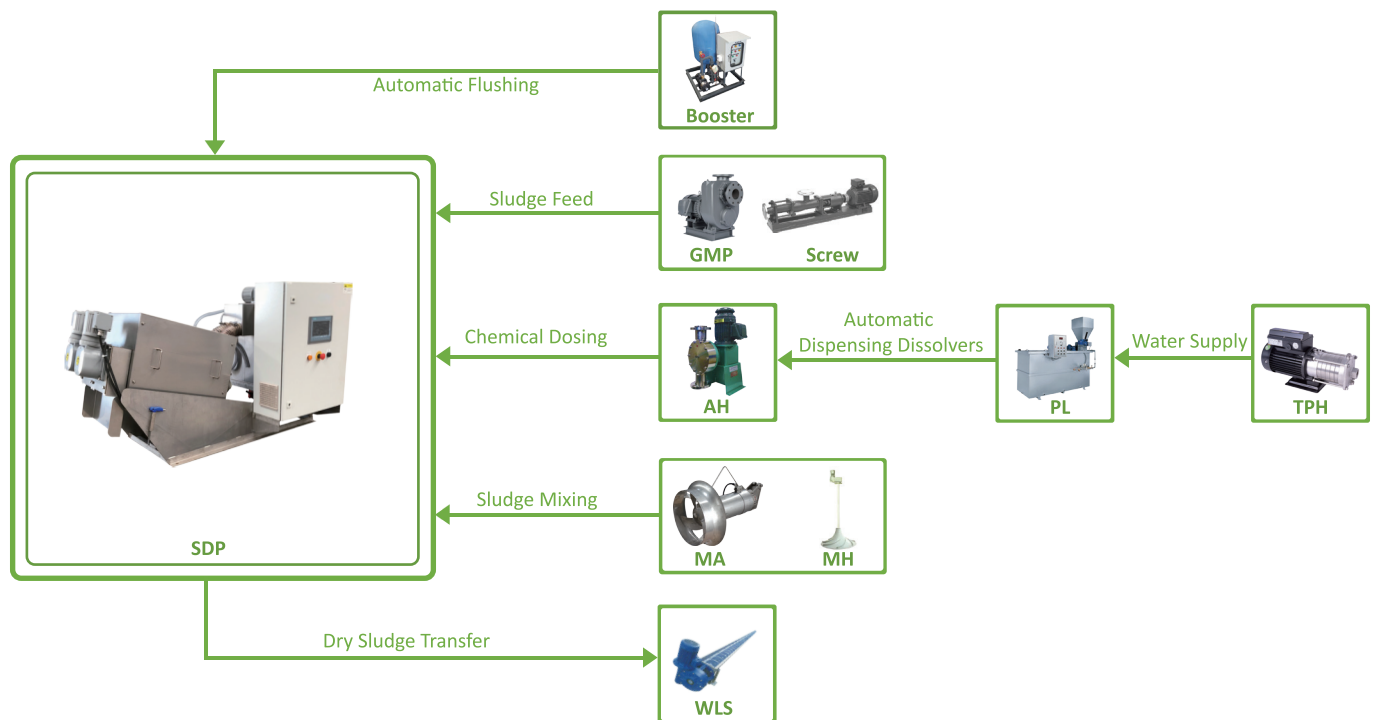 Automatic Flushing
Booster
Sludge Feed
GMP Screw
Chemical Dosing
AH
Automatic
Dispensing Dissolvers
PL
Water Supply
TPH
Sludge Mixing
MA MH
SDP
Dry Sludge Transfer
WLS